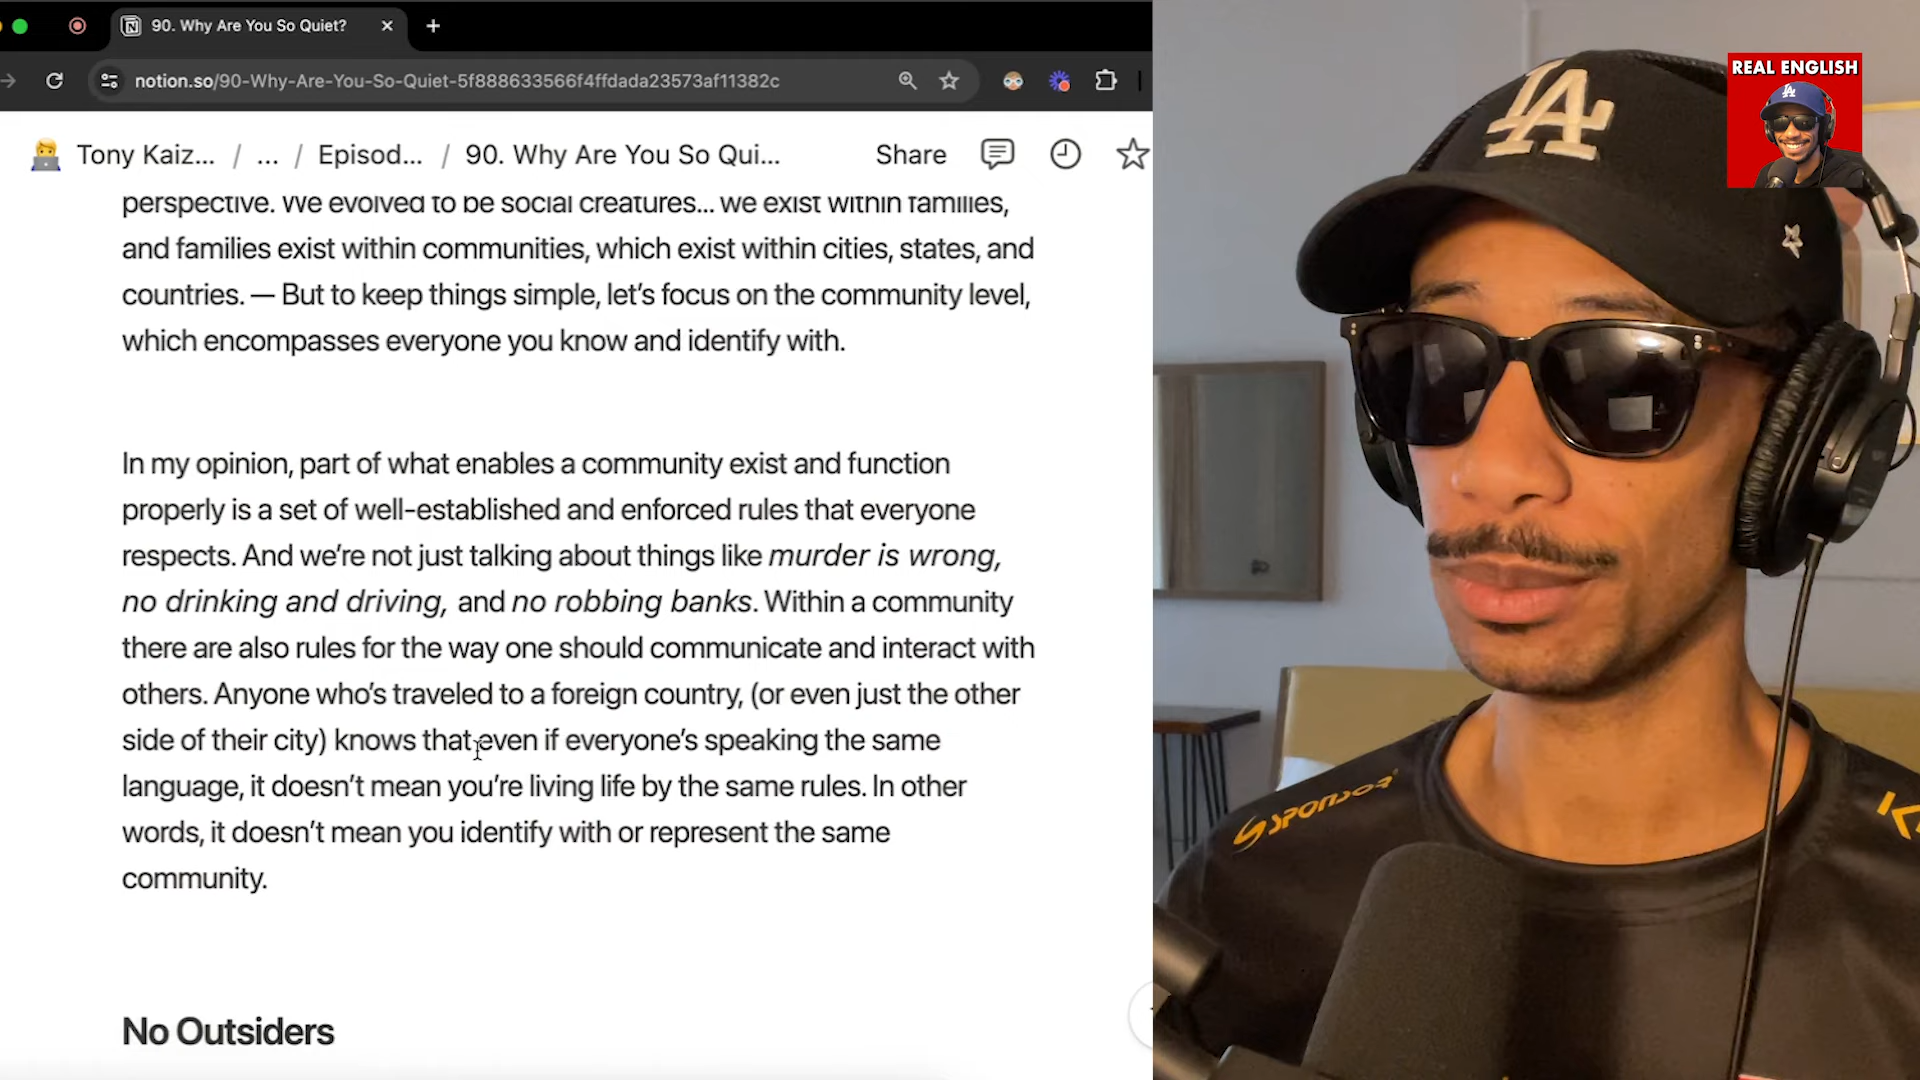 90. Why Are You So Quiet?
notion.so/90-Why-Are-You-So-Quiet-5f888633566f4ffdada23573af11382c
Tony Kaiz... / ... / Episod... / 90. Why Are You So Qui... Share
perspective. We evolved to be social creatures... we exist within families,
and families exist within communities, which exist within cities, states, and
countries. — But to keep things simple, let's focus on the community level,
which encompasses everyone you know and identify with.
In my opinion, part of what enables a community exist and function
properly is a set of well-established and enforced rules that everyone
respects. And we're not just talking about things like murder is wrong,
no drinking and driving, and no robbing banks. Within a community
there are also rules for the way one should communicate and interact with
others. Anyone who's traveled to a foreign country, (or even just the other
side of their city) knows that even if everyone's speaking the same
language, it doesn't mean you're living life by the same rules. In other
words, it doesn't mean you identify with or represent the same
community.
No Outsiders
REAL ENGLISH
LA
LA
SPONSOR